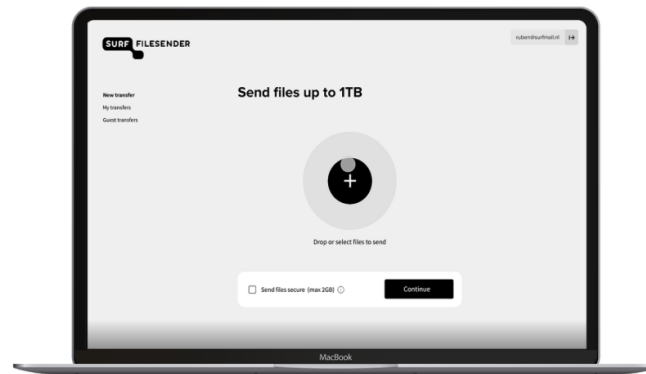 SURF FILESENDER
ruben@surfmail.nl
New transfer
My transfers
Guest transfers
Send files up to 1TB
Drop or select files to send
Send files secure (max 2GB)
Continue
MacBook